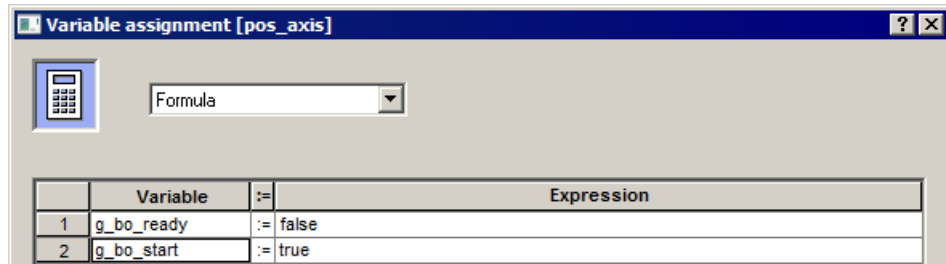 Variable assignment [pos_axis]
Formula
Variable := Expression
1 g_bo_ready := false
2 g_bo_start := true